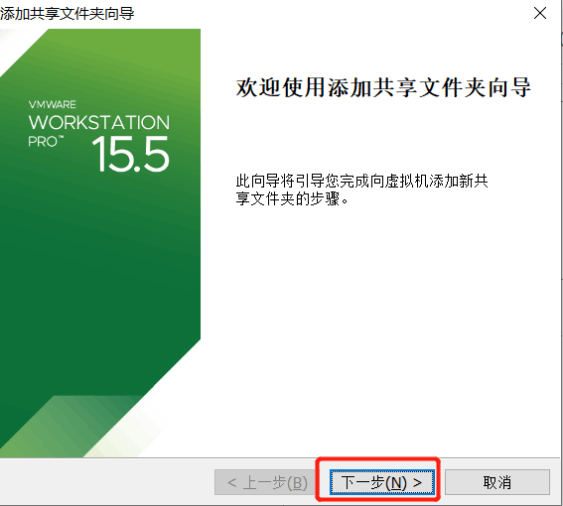 添加共享文件夹向导
欢迎使用添加共享文件夹向导
VMWARE
WORKSTATION
PRO™ 15.5
此向导将引导您完成向虚拟机添加新共
享文件夹的步骤。
< 上一步(B) 下一步(N) > 取消